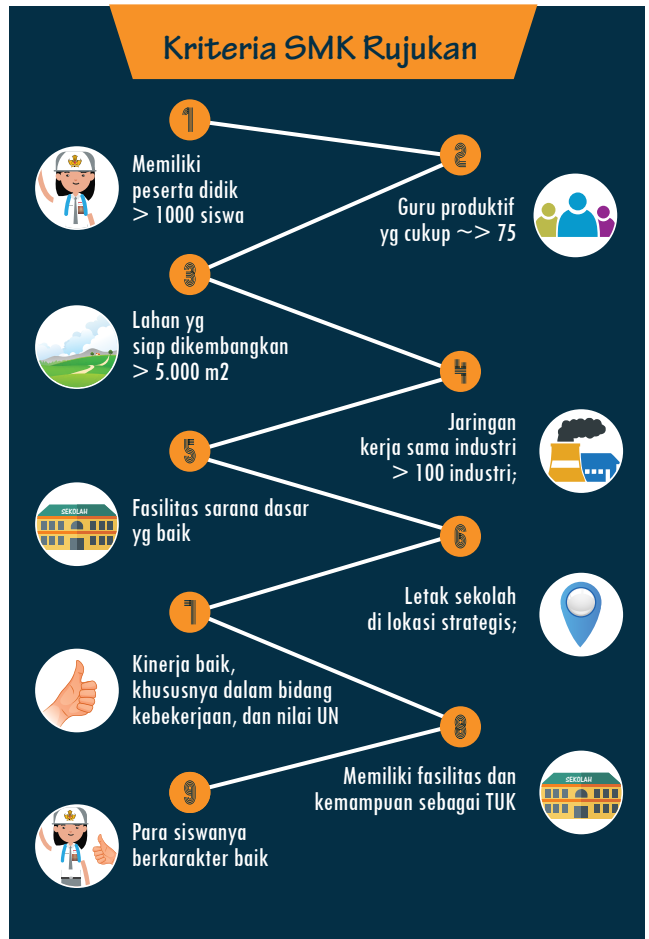 Kriteria SMK Rujukan
1
Memiliki
peserta didik
> 1000 siswa
2
Guru produktif
yg cukup ~> 75
3
Lahan yg
siap dikembangkan
> 5.000 m2
4
Jaringan
kerja sama industri
> 100 industri;
5
SEKOLAH
Fasilitas sarana dasar
yg baik
6
Letak sekolah
di lokasi strategis;
7
Kinerja baik,
khususnya dalam bidang
kebekerjaan, dan nilai UN
8
Memiliki fasilitas dan
kemampuan sebagai TUK
SEKOLAH
9
Para siswanya
berkarakter baik